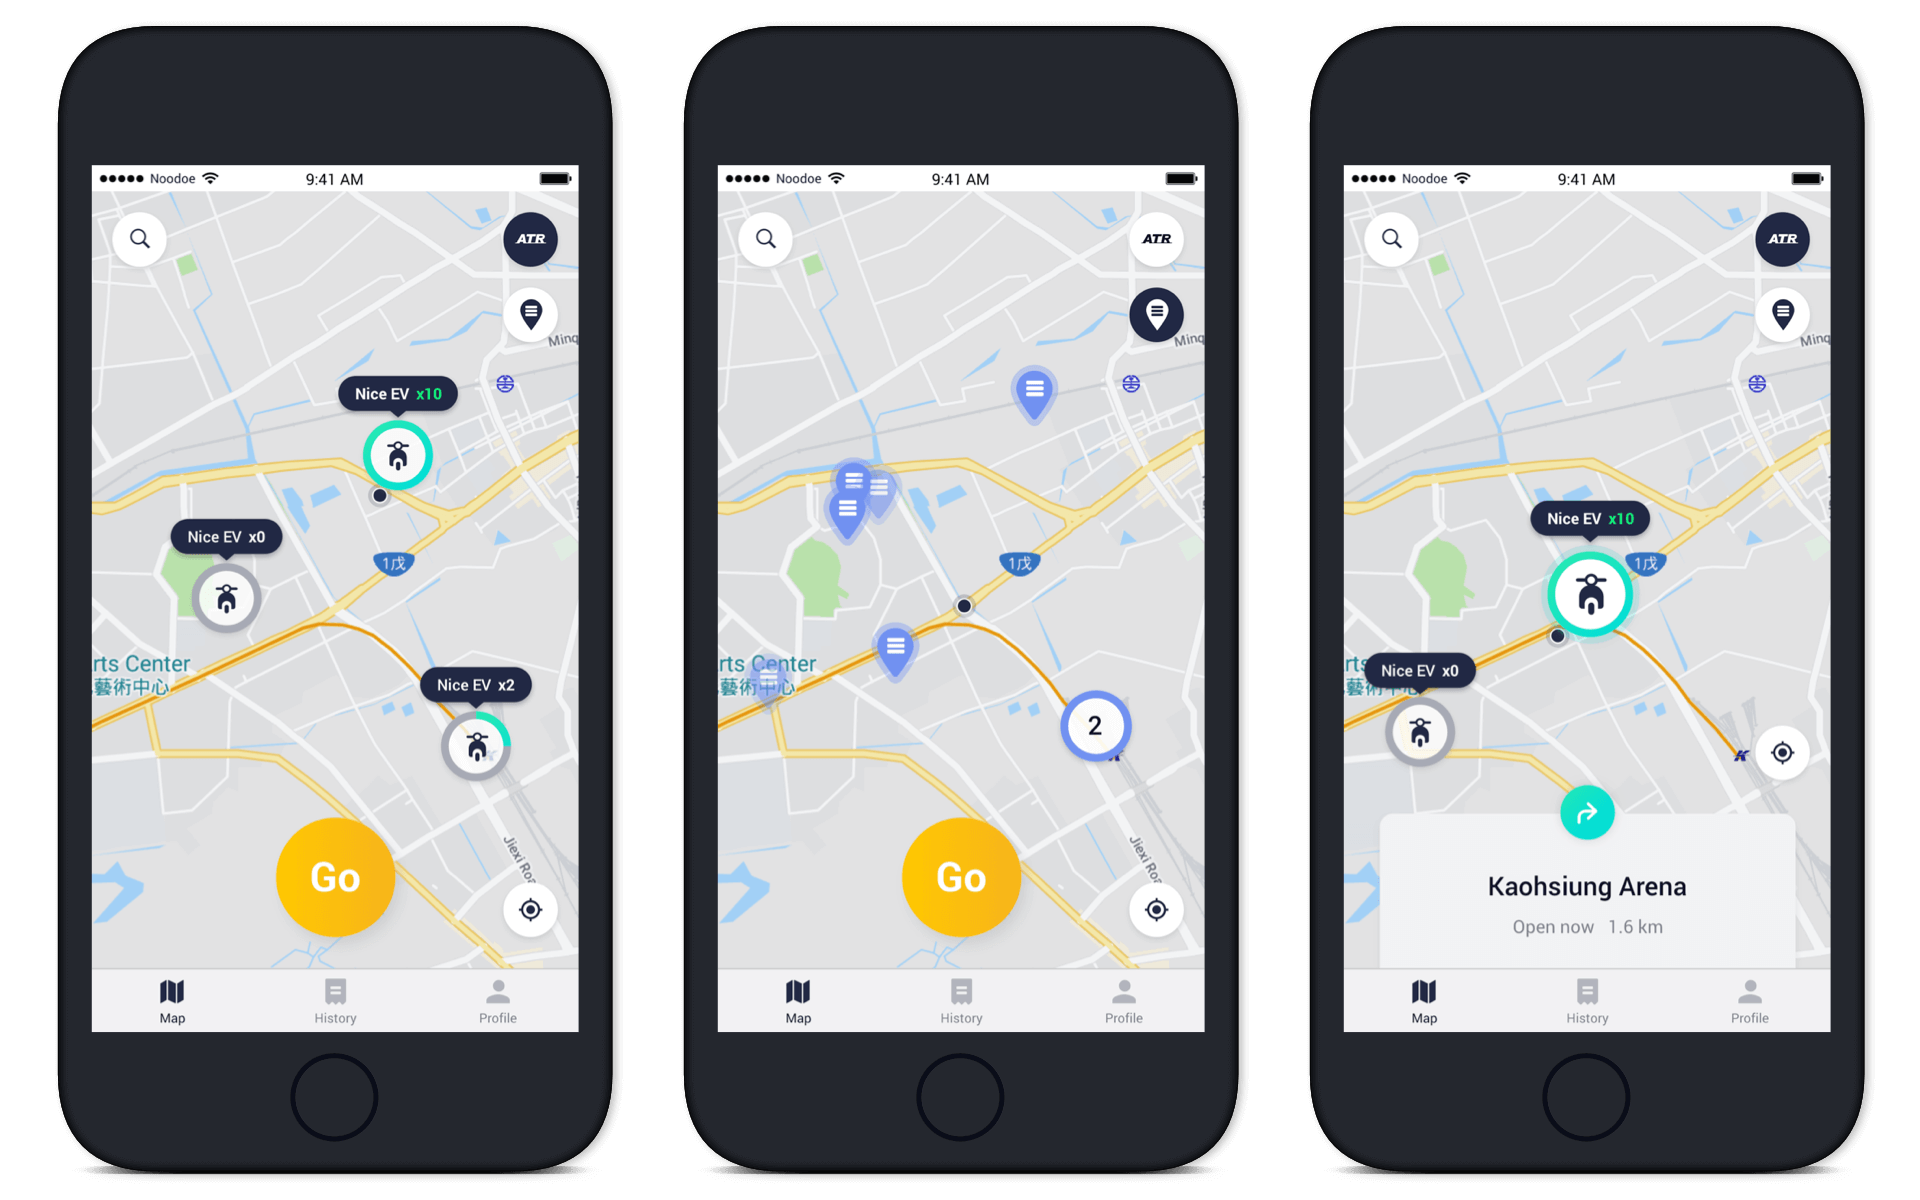 Noodoe 9:41 AM
ATR
Minq
Nice EV x10
Nice EV x0
1戊
rts Center
藝術中心
Nice EV x2
Jiexi Roa
Go
Map History Profile
Noodoe 9:41 AM
ATR
Minq
1戊
rts Center
藝術中心
2
Jiexi Roa
Go
Map History Profile
Noodoe 9:41 AM
ATR
Minq
Nice EV x10
1戊
rts
Nice EV x0
藝術中心
Kaohsiung Arena
Open now 1.6 km
Map History Profile